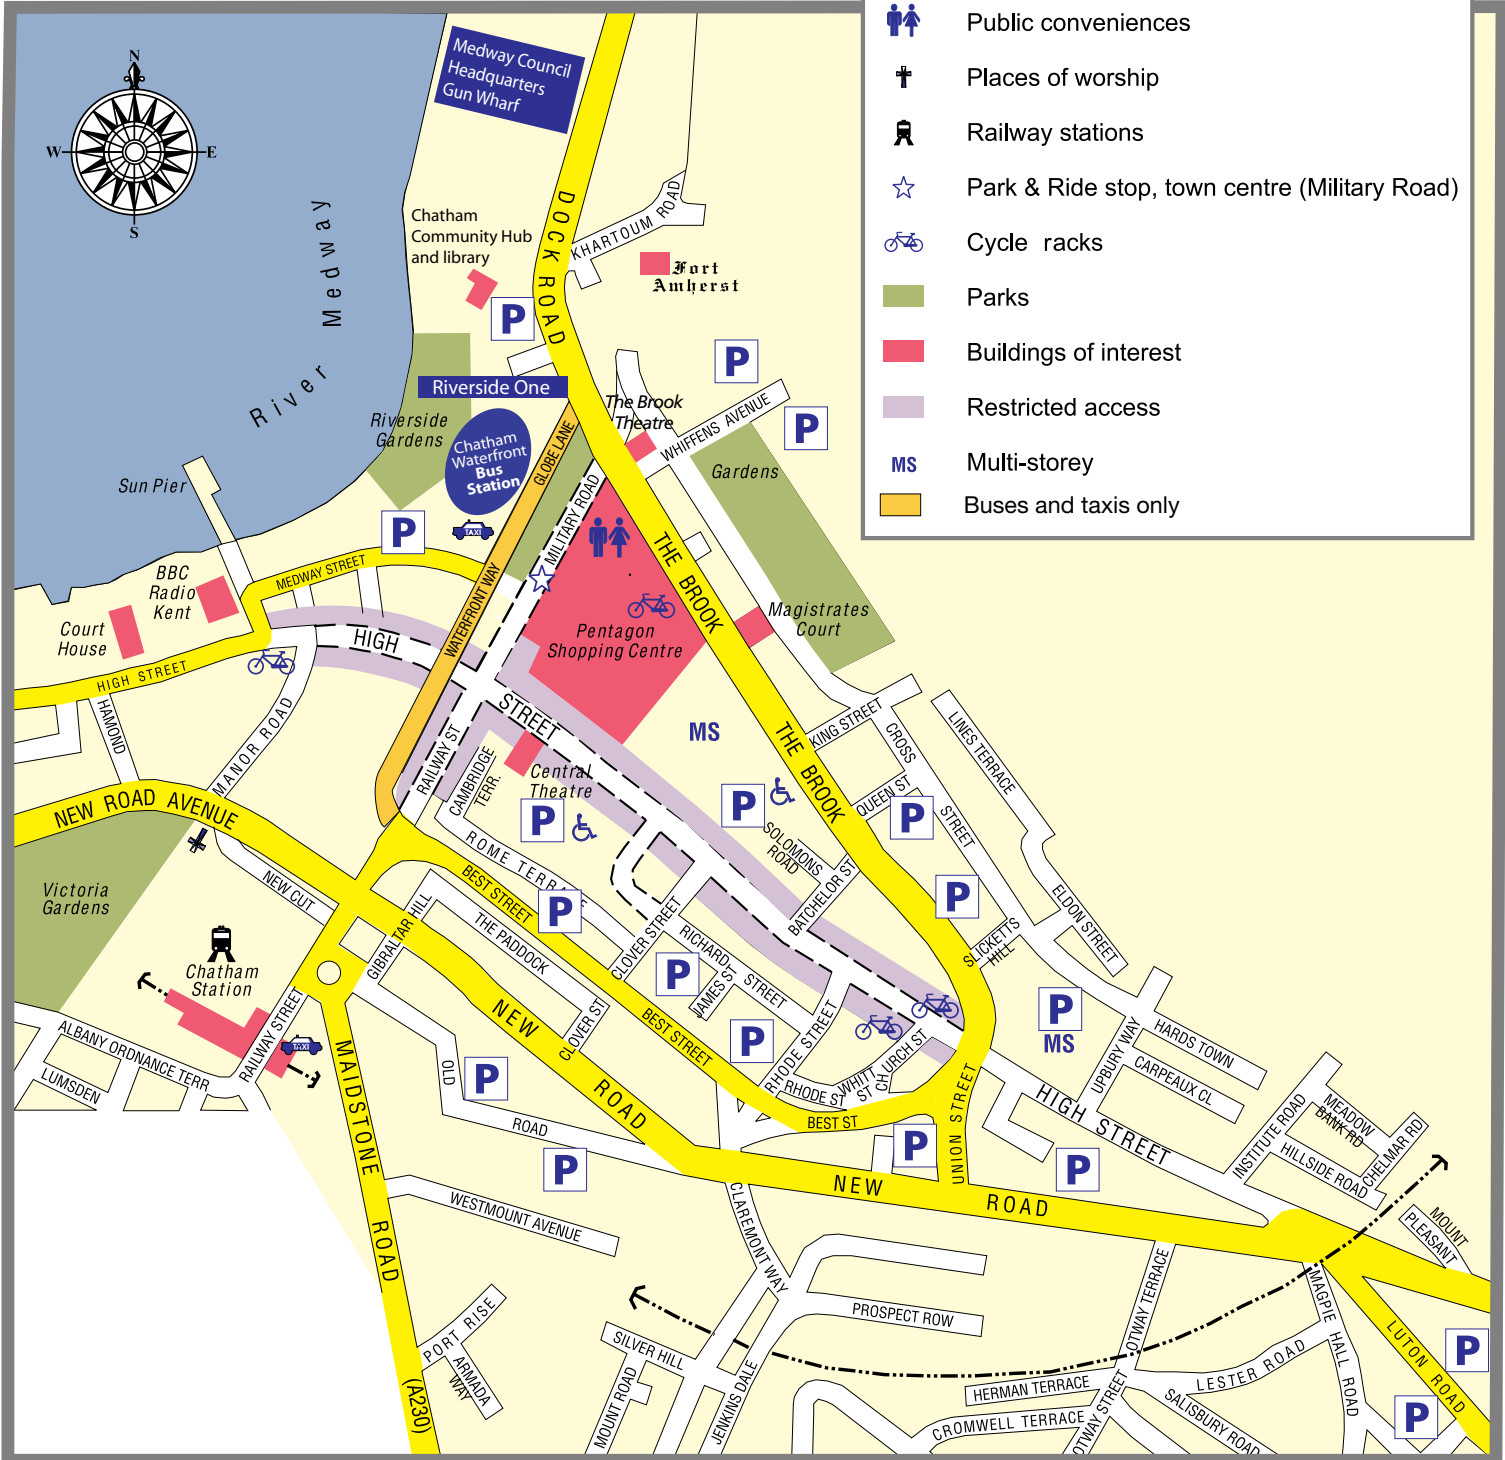 Public conveniences
Places of worship
Railway stations
Park & Ride stop, town centre (Military Road)
Cycle racks
Parks
Buildings of interest
Restricted access
MS
Multi-storey
Buses and taxis only
N
W
E
S
Medway Council
Headquarters
Gun Wharf
River Medway
Chatham
Community Hub
and library
DOCK ROAD
KHARTOUM ROAD
Fort
Amherst
P
P
P
Riverside One
Riverside
Gardens
Chatham
Waterfront
Bus
Station
GLOBE LANE
The Brook
Theatre
WHIFFENS AVENUE
Gardens
Sun Pier
P
TAXI
MILITARY ROAD
THE BROOK
BBC
Radio
Kent
MEDWAY STREET
WATERFRONT WAY
Court
House
HIGH STREET
HIGH
STREET
Pentagon
Shopping Centre
Magistrates
Court
HAMOND
MANOR ROAD
RAILWAY ST
CAMBRIDGE
TERR.
Central
Theatre
MS
THE BROOK
KING STREET
CROSS
STREET
LINES TERRACE
QUEEN ST
NEW ROAD AVENUE
P
P
P
SOLOMONS
ROAD
ROME TERRACE
BEST STREET
P
BATCHELOR ST
P
ELDON STREET
SLICKETTS
HILL
Victoria
Gardens
NEW CUT
GIBRALTAR HILL
THE PADDOCK
CLOVER STREET
RICHARD STREET
P
JAMES ST
Chatham
Station
RAILWAY STREET
TAXI
ALBANY ORDNANCE TERR
LUMSDEN
MAIDSTONE
ROAD
(A230)
OLD
ROAD
P
P
NEW
ROAD
CLOVER ST
BEST STREET
P
RHODE STREET
RHODE ST
WHITT
ST
CHURCH ST
BEST ST
P
UNION STREET
P
MS
HARDS TOWN
UPBURY WAY
CARPEAUX CL
HIGH STREET
P
INSTITUTE ROAD
MEADOW
BANK RD
HILLSIDE ROAD
CHELMAR RD
MOUNT
PLEASANT
NEW
ROAD
WESTMOUNT AVENUE
CLAREMONT WAY
PROSPECT ROW
PORT RISE
ARMADA
WAY
SILVER HILL
MOUNT ROAD
JENKINS DALE
OTWAY TERRACE
HERMAN TERRACE
CROMWELL TERRACE
OTWAY STREET
LESTER ROAD
SALISBURY ROAD
MAGPIE HALL ROAD
LUTON ROAD
P
P